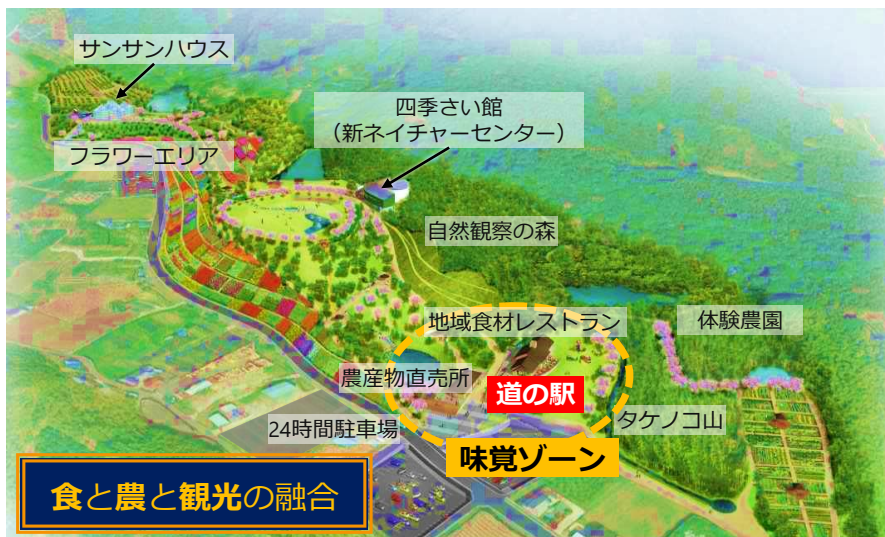 サンサンハウス
四季さい館
（新ネイチャーセンター）
フラワーエリア
自然観察の森
地域食材レストラン
体験農園
農産物直売所
道の駅
24時間駐車場
タケノコ山
味覚ゾーン
食と農と観光の融合